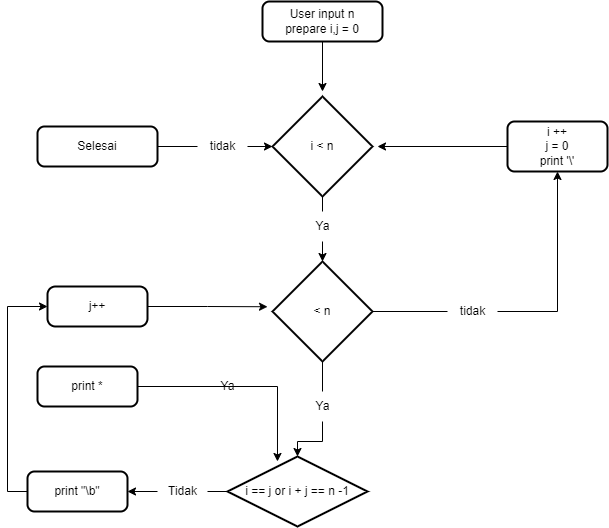 User input n
prepare i,j = 0
Selesai
tidak
i < n
i ++
j = 0
print '\'
Ya
j++
< n
tidak
print *
Ya
Ya
print "\b"
Tidak
i == j or i + j == n -1